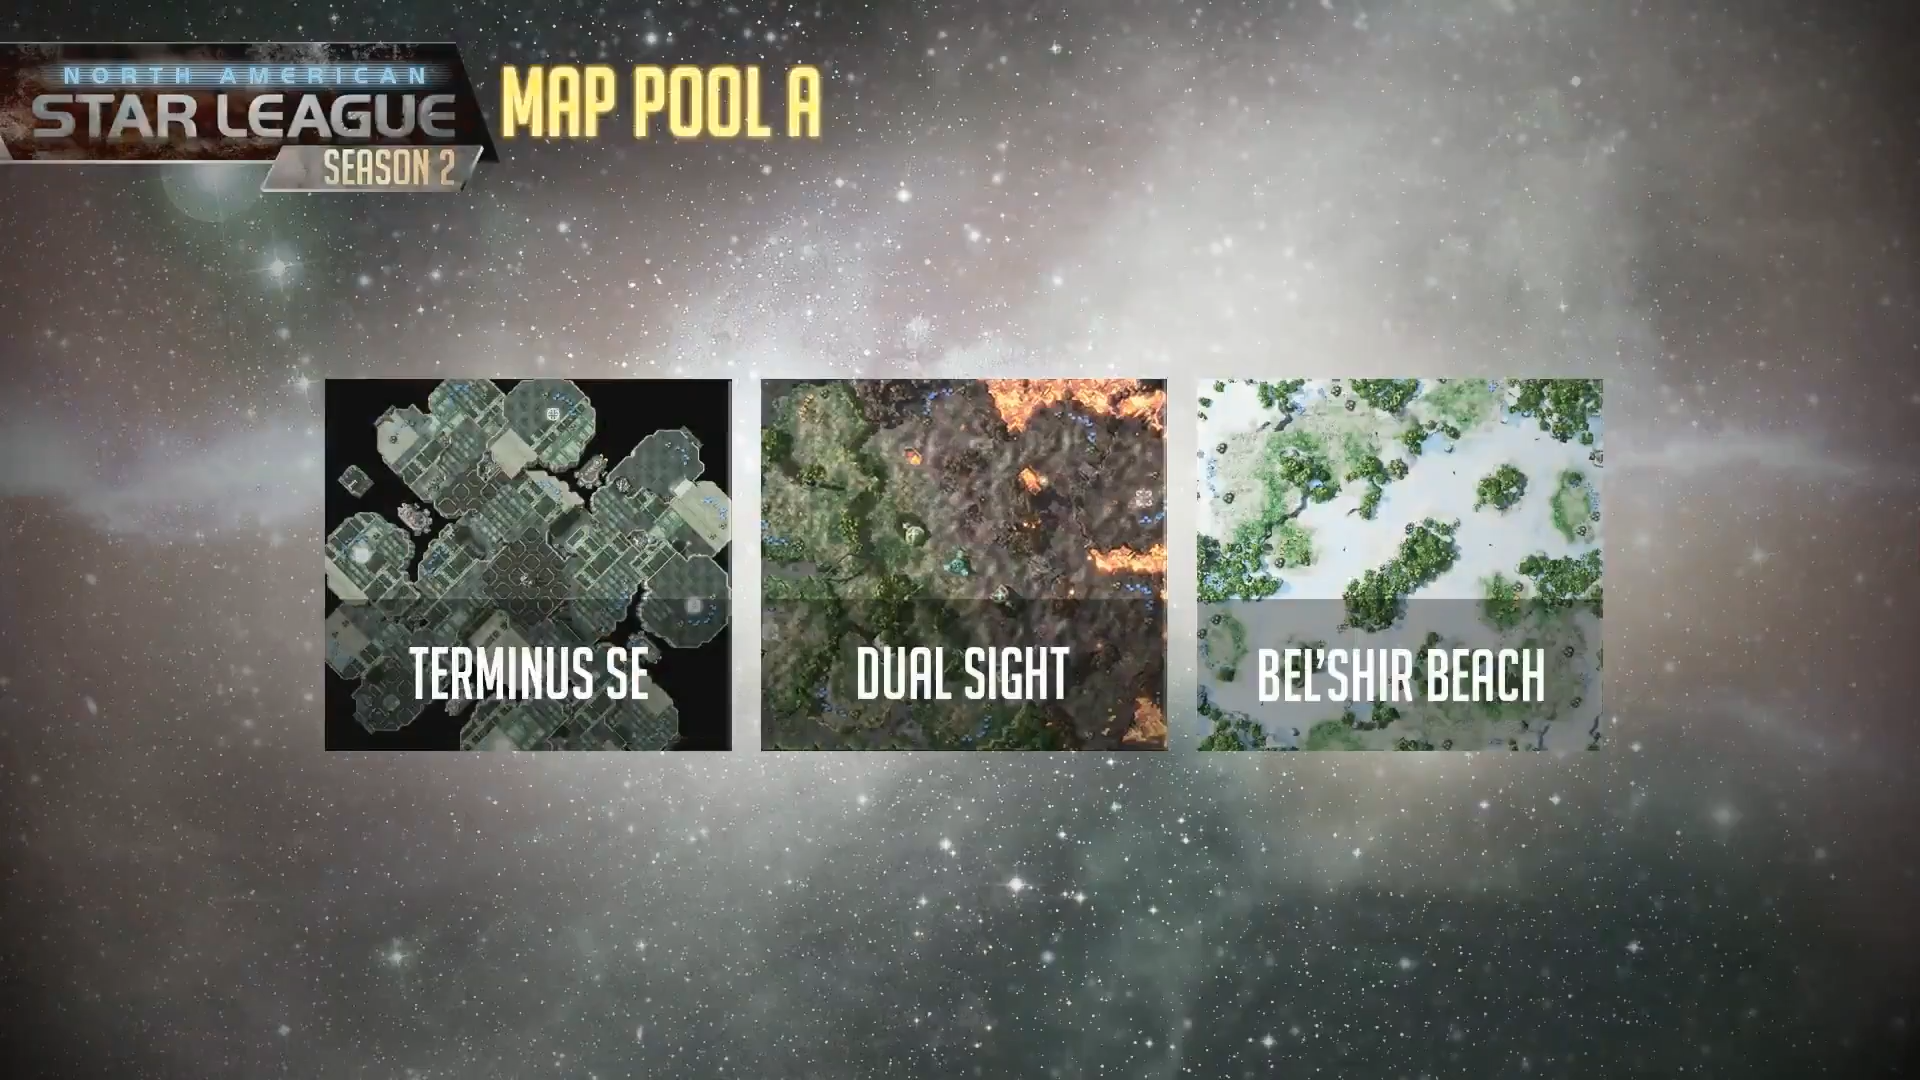 NORTH AMERICAN
STAR LEAGUE
SEASON 2
MAP POOL A
TERMINUS SE
DUAL SIGHT
BEL'SHIR BEACH